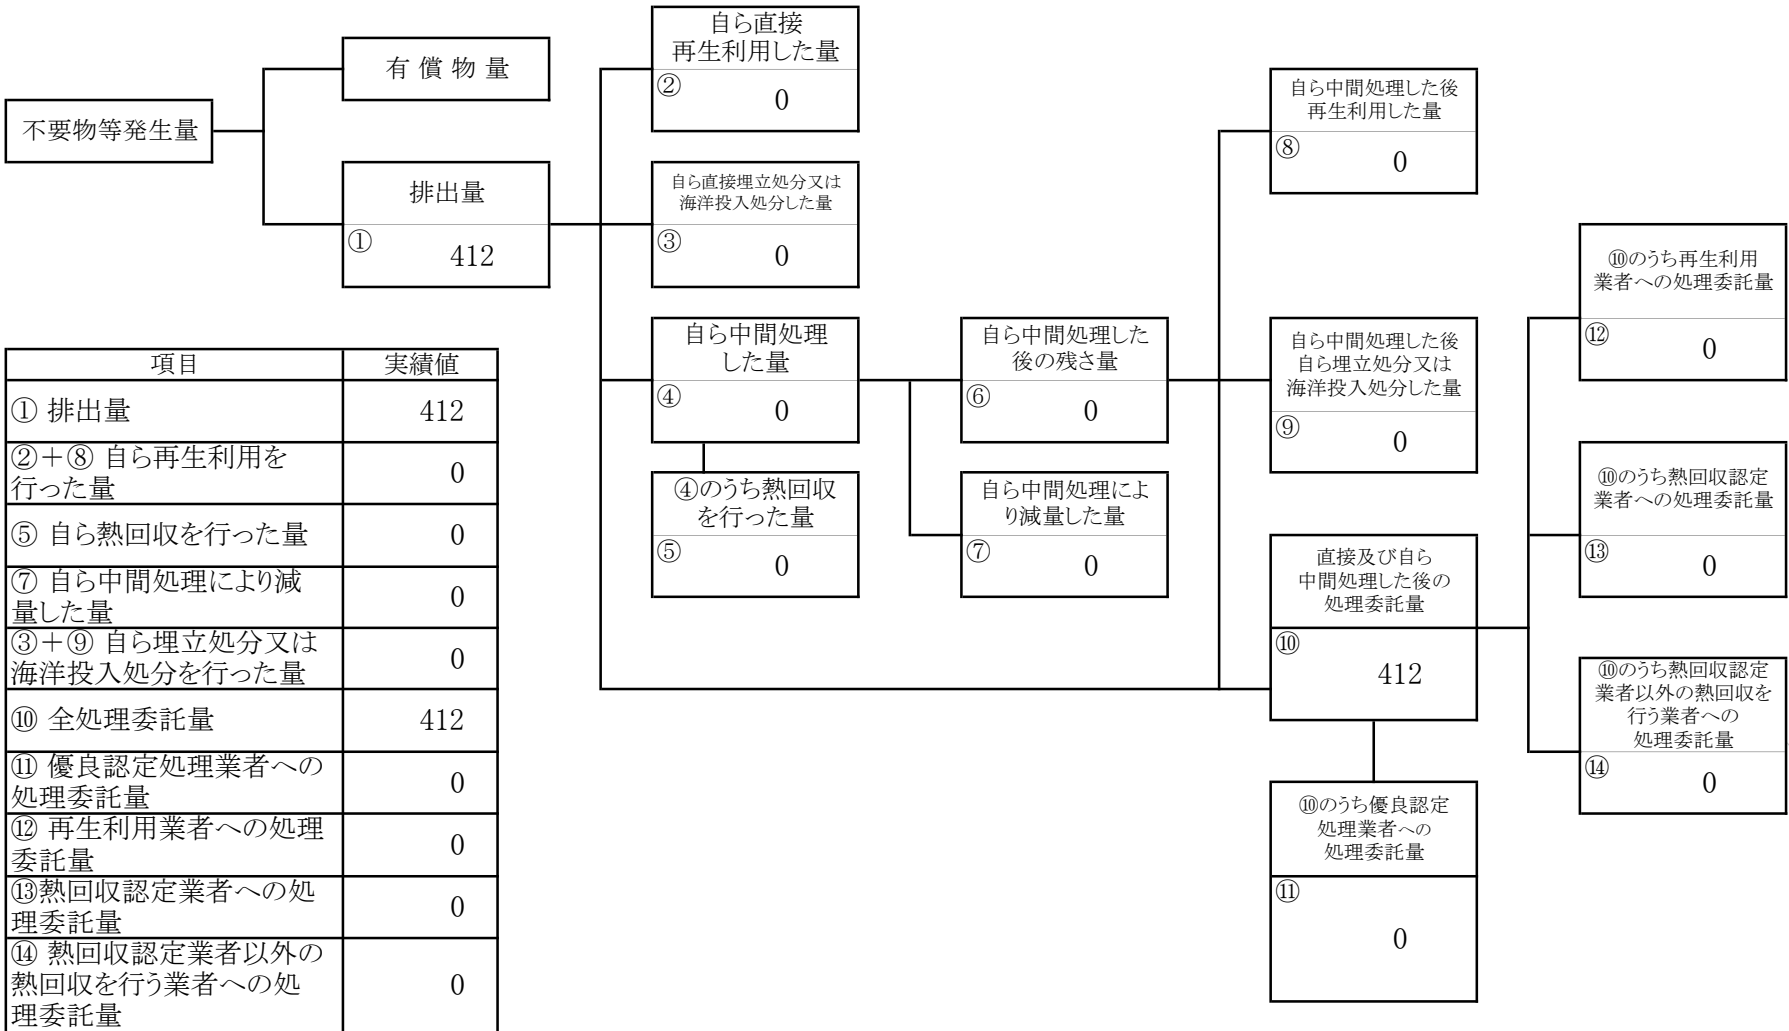 不要物等発生量
有 償 物 量
排出量
① 412
自ら直接
再生利用した量
② 0
自ら直接埋立処分又は
海洋投入処分した量
③ 0
自ら中間処理
した量
④ 0
④のうち熱回収
を行った量
⑤ 0
自ら中間処理した
後の残さ量
⑥ 0
自ら中間処理によ
り減量した量
⑦ 0
自ら中間処理した後
再生利用した量
⑧ 0
自ら中間処理した後
自ら埋立処分又は
海洋投入処分した量
⑨ 0
直接及び自ら
中間処理した後の
処理委託量
⑩ 412
⑩のうち優良認定
処理業者への
処理委託量
⑪ 0
⑩のうち再生利用
業者への処理委託量
⑫ 0
⑩のうち熱回収認定
業者への処理委託量
⑬ 0
⑩のうち熱回収認定
業者以外の熱回収を
行う業者への
処理委託量
⑭ 0
項目 実績値
① 排出量 412
②+⑧ 自ら再生利用を
行った量 0
⑤ 自ら熱回収を行った量 0
⑦ 自ら中間処理により減
量した量 0
③+⑨ 自ら埋立処分又は
海洋投入処分を行った量 0
⑩ 全処理委託量 412
⑪ 優良認定処理業者への
処理委託量 0
⑫ 再生利用業者への処理
委託量 0
⑬熱回収認定業者への処
理委託量 0
⑭ 熱回収認定業者以外の
熱回収を行う業者への処
理委託量 0